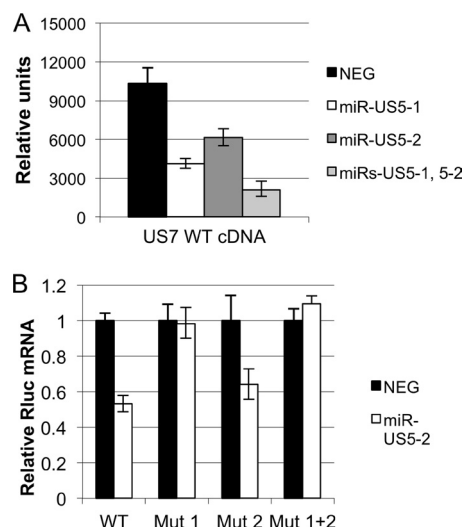 A
15000
12000
9000
6000
3000
0
Relative units
US7 WT cDNA
NEG
miR-US5-1
miR-US5-2
miRs-US5-1, 5-2
B
1.2
1
0.8
0.6
0.4
0.2
0
Relative Rluc mRNA
WT Mut 1 Mut 2 Mut 1+2
NEG
miR-
US5-2